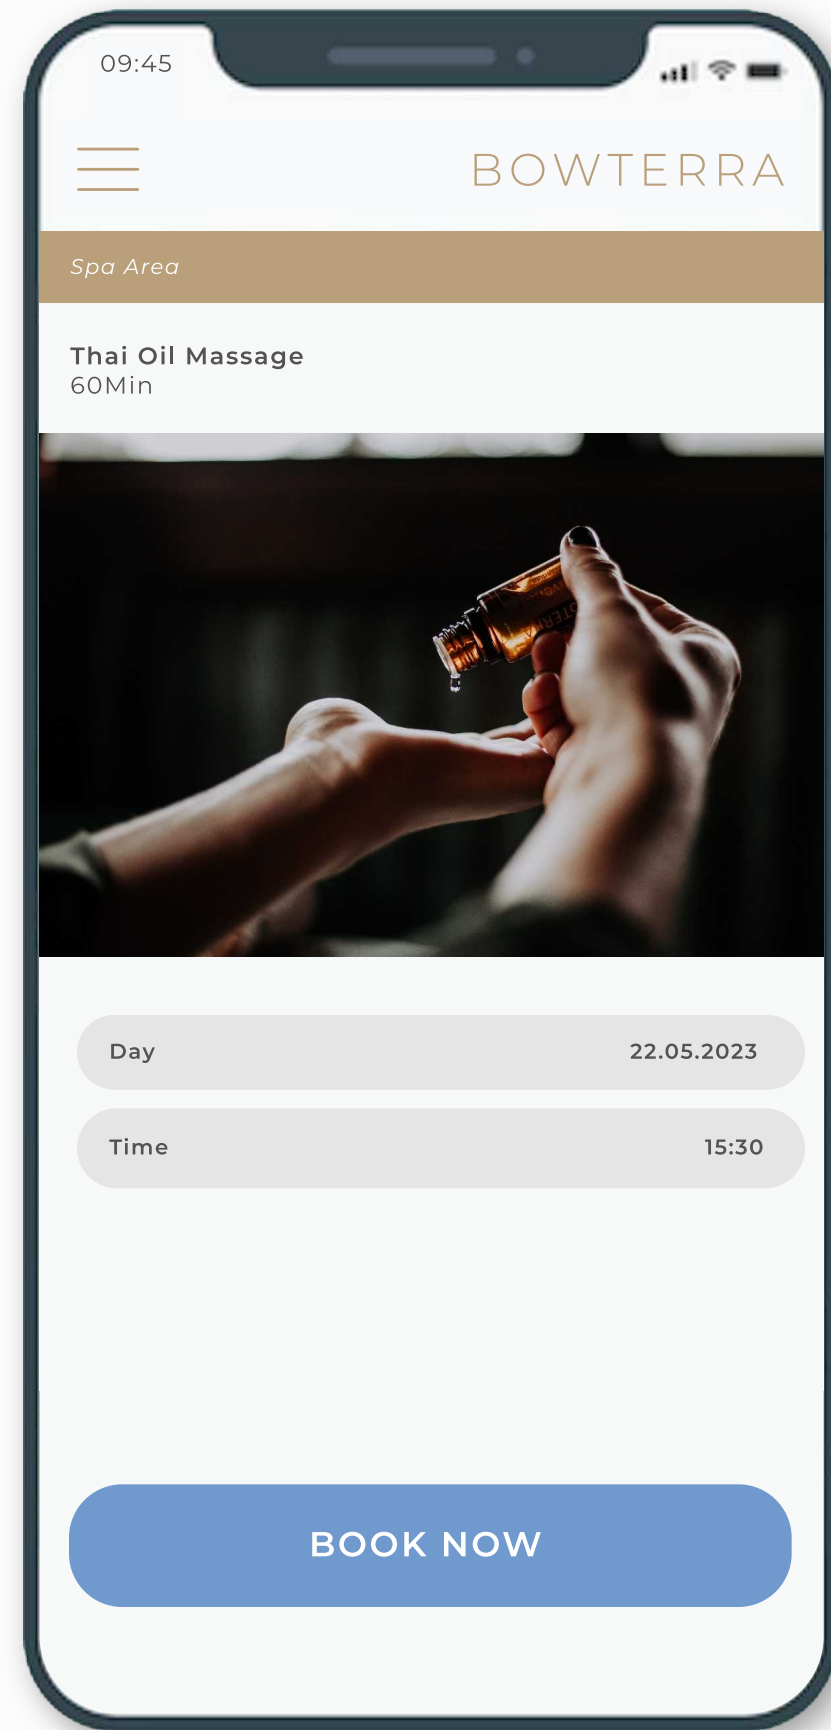 09:45
BOWTERRA
Spa Area
Thai Oil Massage
60Min
Day 22.05.2023
Time 15:30
BOOK NOW